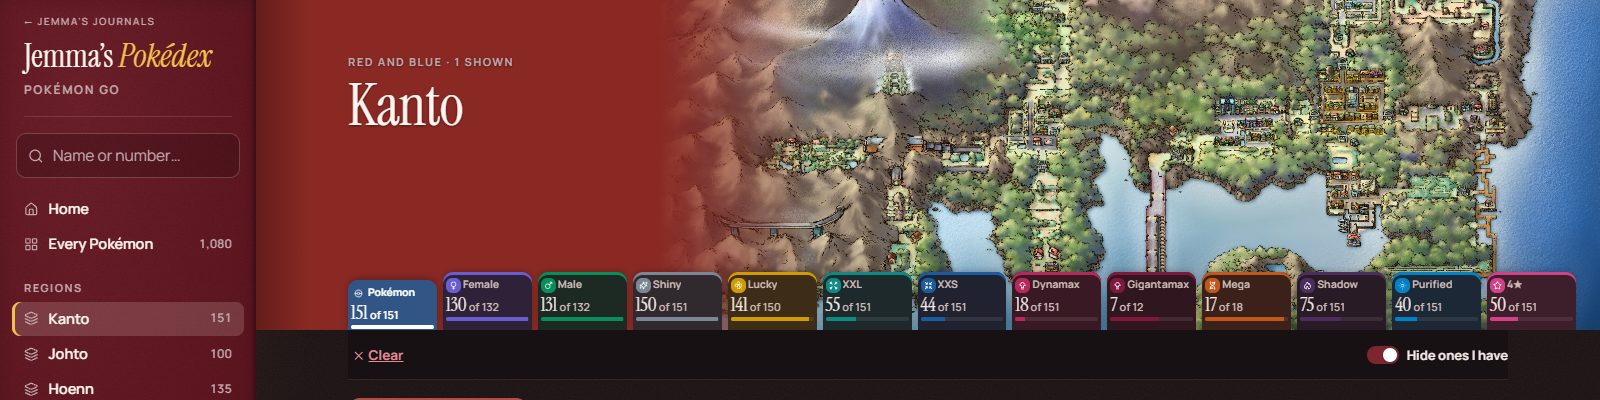 ← JEMMA'S JOURNALS
Jemma's Pokédex
POKÉMON GO
Name or number...
Home
Every Pokémon 1,080
REGIONS
Kanto 151
Johto 100
Hoenn 135
RED AND BLUE · 1 SHOWN
Kanto
Pokémon
151 of 151
Female
130 of 132
Male
131 of 132
Shiny
150 of 151
Lucky
141 of 150
XXL
55 of 151
XXS
44 of 151
Dynamax
18 of 151
Gigantamax
7 of 12
Mega
17 of 18
Shadow
75 of 151
Purified
40 of 151
4★
50 of 151
× Clear
Hide ones I have